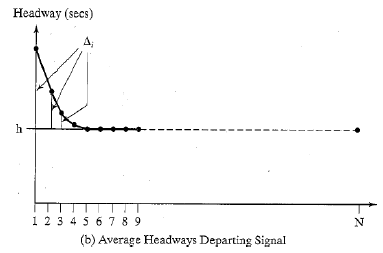 Headway (secs)
Δi
h
1 2 3 4 5 6 7 8 9 N
(b) Average Headways Departing Signal